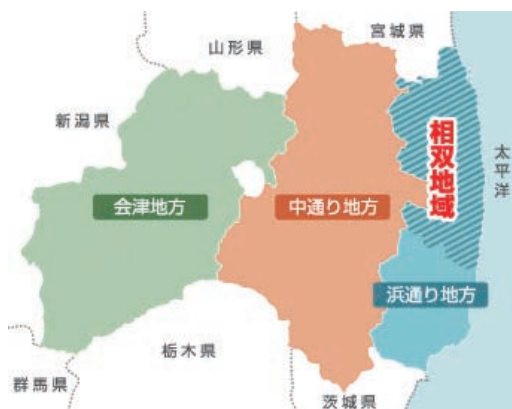 宮城県
山形県
新潟県
相双地域
太平洋
会津地方
中通り地方
浜通り地方
栃木県
群馬県
茨城県